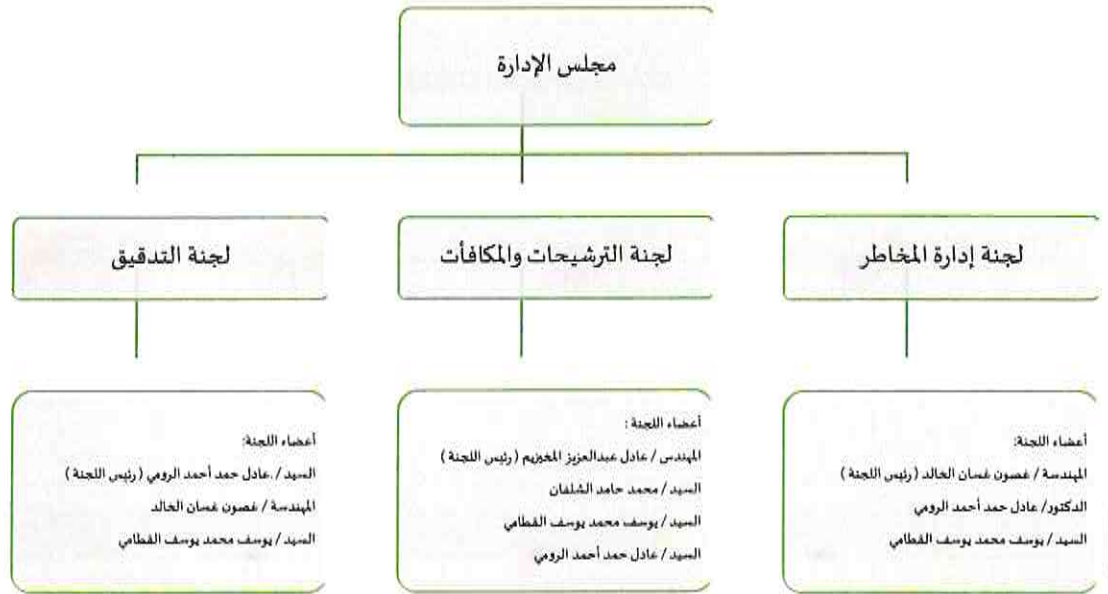 مجلس الإدارة
لجنة إدارة المخاطر
لجنة الترشيحات والمكافأت
لجنة التدقيق
أعضاء اللجنة:
المهندسة / غصون غسان الخالد ( رئيس اللجنة )
الدكتور/ عادل حمد أحمد الرومي
السيد / يوسف محمد يوسف القطامي
أعضاء اللجنة :
المهندس / عادل عبدالعزيز المخيزيم ( رئيس اللجنة )
السيد / محمد حامد الشلفان
السيد / يوسف محمد يوسف القطامي
السيد / عادل حمد أحمد الرومي
أعضاء اللجنة:
السيد / .عادل حمد أحمد الرومي ( رئيس اللجنة )
المهندسة / غصون غسان الخالد
السيد / يوسف محمد يوسف القطامي